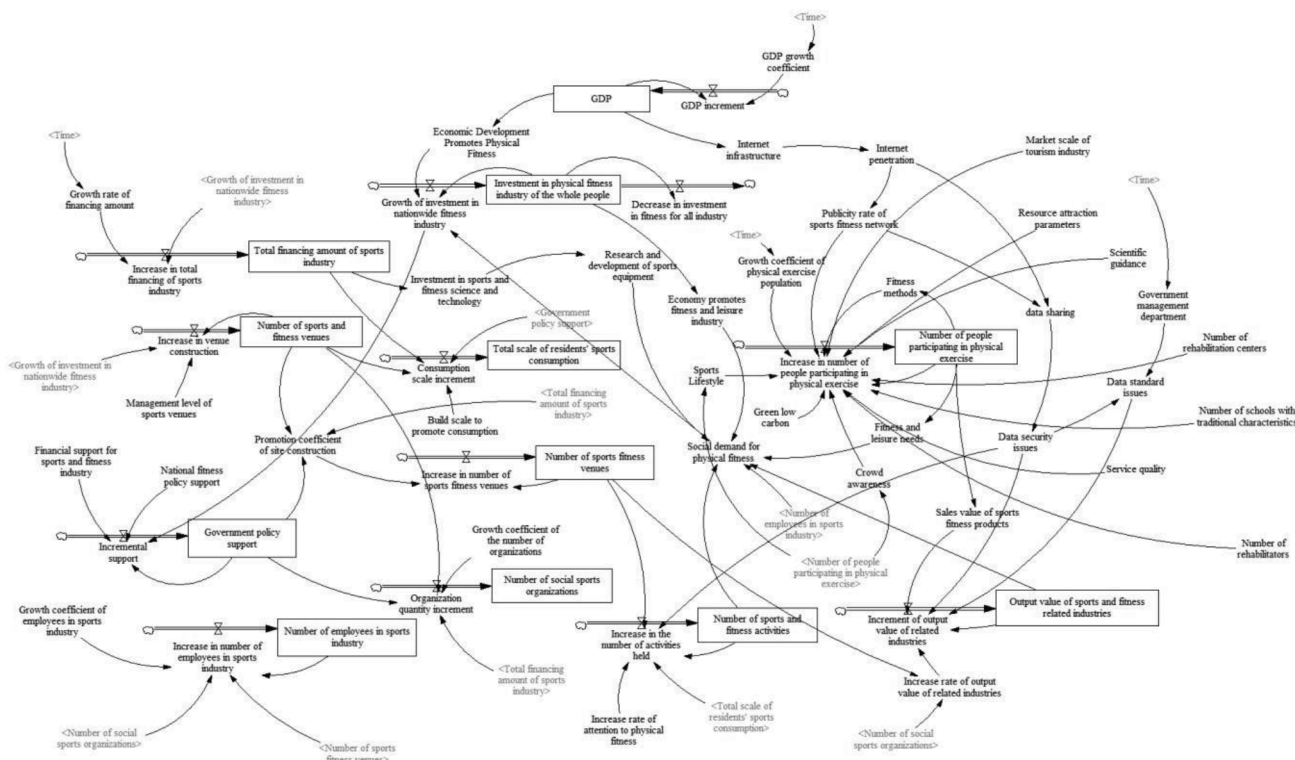 <Time>
GDP growth
coefficient
GDP
GDP increment
<Time>
Economic Development
Promotes Physical
Fitness
Internet
infrastructure
Internet
penetration
Market scale of
tourism industry
Growth rate of
financing amount
<Growth of investment in
nationwide fitness
industry>
Investment in physical fitness
industry of the whole people
Growth of investment in
nationwide fitness
industry
Decrease in investment
in fitness for all industry
Publicity rate of
sports fitness network
Resource attraction
parameters
<Time>
Increase in total
financing of sports
industry
Total financing amount of sports
industry
Investment in sports and
fitness science and
technology
Research and
development of sports
equipment
<Time>
Growth coefficient of
physical exercise
population
Fitness
methods
Scientific
guidance
Economy promotes
fitness and leisure
industry
data sharing
Government
management
department
Increase in venue
construction
Number of sports and
fitness venues
<Government
policy support>
Total scale of residents' sports
consumption
Consumption
scale increment
Number of people
participating in physical
exercise
Increase in number of
people participating in
physical exercise
Number of
rehabilitation centers
<Growth of investment in
nationwide fitness
industry>
Management level of
sports venues
Sports
Lifestyle
Data standard
issues
<Total financing
amount of sports
industry>
Build scale to
promote consumption
Green low
carbon
Number of schools with
traditional characteristics
Financial support for
sports and fitness
industry
Promotion coefficient
of site construction
Social demand for
physical fitness
Fitness and
leisure needs
Data security
issues
National fitness
policy support
Increase in number of
sports fitness venues
Number of sports fitness
venues
Crowd
awareness
Service quality
Incremental
support
Government policy
support
Growth coefficient of
the number of
organizations
<Number of
employees in sports
industry>
Sales value of sports
fitness products
Number of
rehabilitators
<Number of people
participating in physical
exercise>
Number of social sports
organizations
Organization
quantity increment
Growth coefficient of
employees in sports
industry
Number of employees in sports
industry
Increase in number of
employees in sports
industry
Number of sports and
fitness activities
Increase in the
number of activities
held
Output value of sports and fitness
related industries
Increment of output
value of related
industries
<Total financing
amount of sports
industry>
Increase rate of output
value of related industries
Increase rate of
attention to physical
fitness
<Total scale of
residents' sports
consumption>
<Number of social
sports organizations>
<Number of social
sports organizations>
<Number of sports
fitness venues>